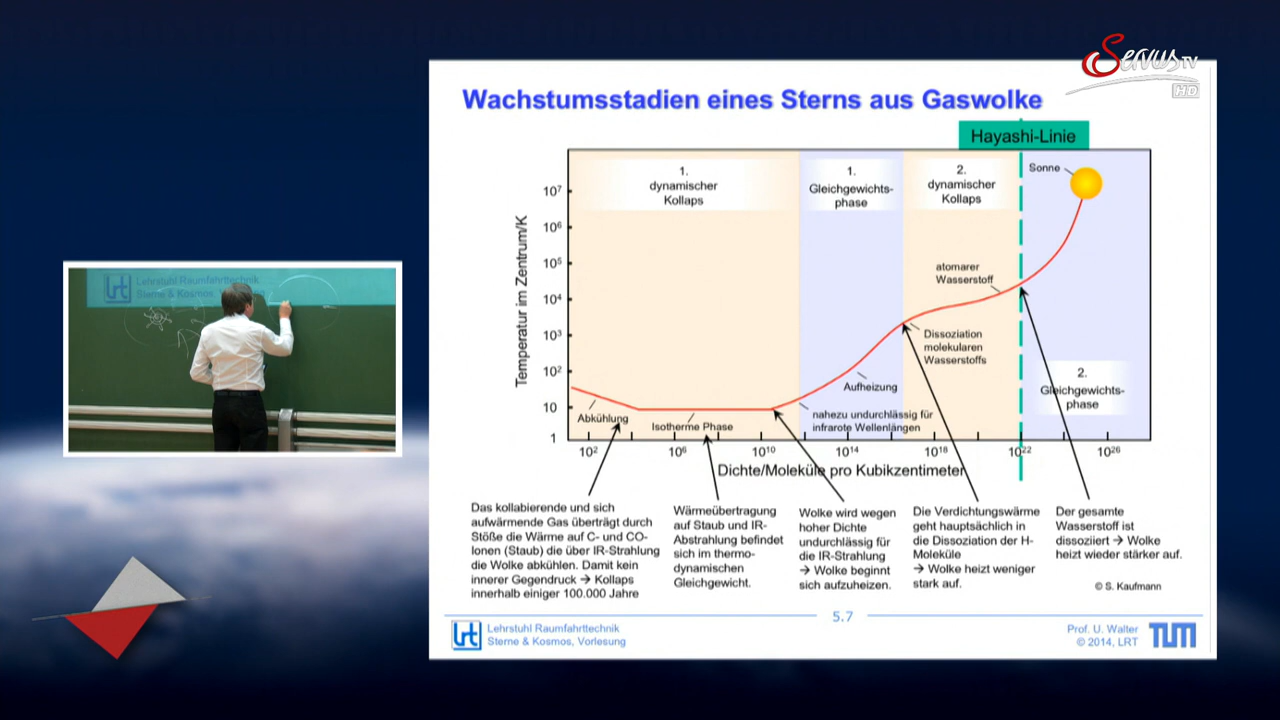 Servus TV
HD
Wachstumsstadien eines Sterns aus Gaswolke
Hayashi-Linie
1.
dynamischer
Kollaps
1.
Gleichgewichts-
phase
2.
dynamischer
Kollaps
Sonne
Temperatur im Zentrum/K
10⁷
10⁶
10⁵
10⁴
10³
10²
10
1
atomarer
Wasserstoff
Dissoziation
molekularen
Wasserstoffs
2.
Gleichgewichts-
phase
Aufheizung
Abkühlung
Isotherme Phase
nahezu undurchlässig für
infrarote Wellenlängen
10² 10⁶ 10¹⁰ 10¹⁴ 10¹⁸ 10²² 10²⁶
Dichte/Moleküle pro Kubikzentimeter
Das kollabierende und sich
aufwärmende Gas überträgt durch
Stöße die Wärme auf C- und CO-
Ionen (Staub) die über IR-Strahlung
die Wolke abkühlen. Damit kein
innerer Gegendruck → Kollaps
innerhalb einiger 100.000 Jahre
Wärmeübertragung
auf Staub und IR-
Abstrahlung befindet
sich im thermo-
dynamischen
Gleichgewicht.
Wolke wird wegen
hoher Dichte
undurchlässig für
die IR-Strahlung
→ Wolke beginnt
sich aufzuheizen.
Die Verdichtungswärme
geht hauptsächlich in
die Dissoziation der H-
Moleküle
→ Wolke heizt weniger
stark auf.
Der gesamte
Wasserstoff ist
dissoziiert → Wolke
heizt wieder stärker auf.
© S. Kaufmann
5.7
lrt
Lehrstuhl Raumfahrttechnik
Sterne & Kosmos, Vorlesung
Prof. U. Walter
© 2014, LRT
TUM
lrt
Lehrstuhl Raumfahrttechnik
Sterne & Kosmos, Vorlesung